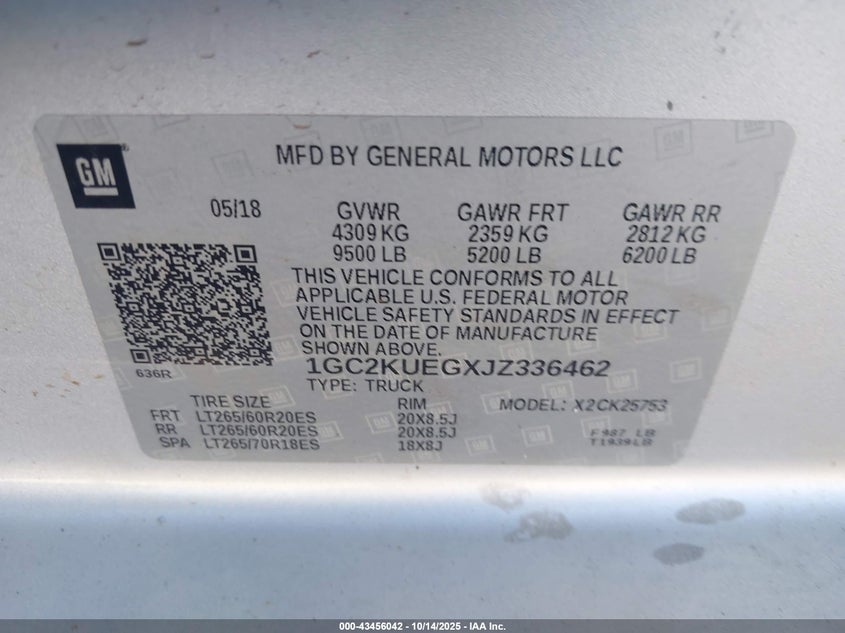 GM
MFD BY GENERAL MOTORS LLC
05/18 GVWR GAWR FRT GAWR RR
4309 KG 2359 KG 2812 KG
9500 LB 5200 LB 6200 LB
THIS VEHICLE CONFORMS TO ALL
APPLICABLE U.S. FEDERAL MOTOR
VEHICLE SAFETY STANDARDS IN EFFECT
ON THE DATE OF MANUFACTURE
SHOWN ABOVE.
636R
1GC2KUEGXJZ336462
TYPE: TRUCK
TIRE SIZE RIM MODEL: X2CK25753
FRT LT265/60R20ES 20X8.5J
RR LT265/60R20ES 20X8.5J F 987 LB
SPA LT265/70R18ES 18X8J T1939LB
000-43456042 - 10/14/2025 - IAA Inc.